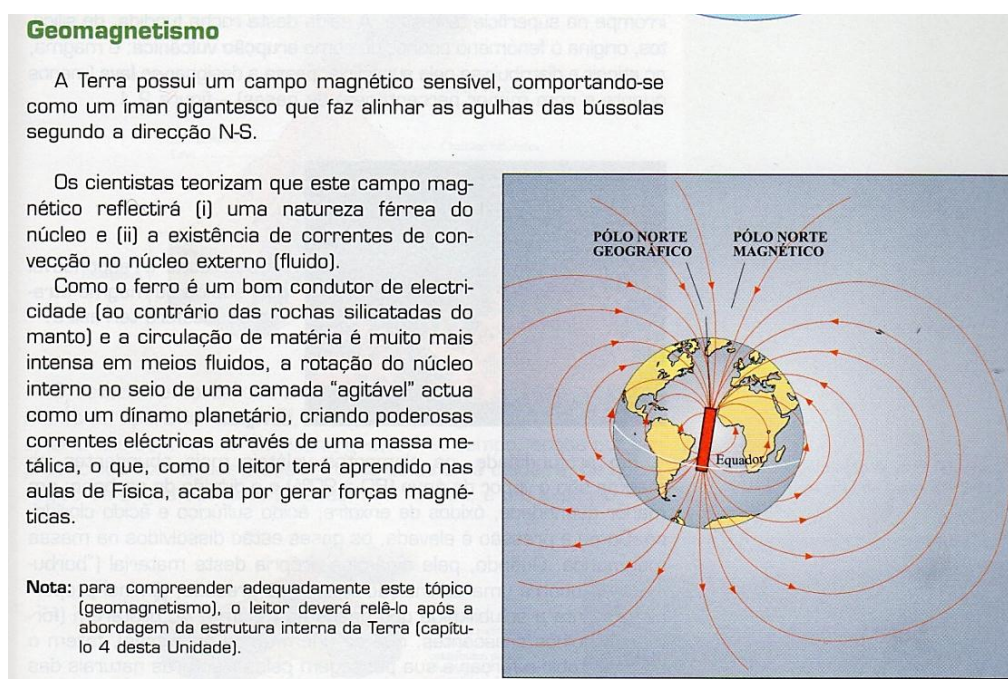 Geomagnetismo
A Terra possui um campo magnético sensível, comportando-se
como um íman gigantesco que faz alinhar as agulhas das bússolas
segundo a direcção N-S.
Os cientistas teorizam que este campo mag-
nético reflectirá (i) uma natureza férrea do
núcleo e (ii) a existência de correntes de con-
vecção no núcleo externo (fluido).
Como o ferro é um bom condutor de electri-
cidade (ao contrário das rochas silicatadas do
manto) e a circulação de matéria é muito mais
intensa em meios fluidos, a rotação do núcleo
interno no seio de uma camada “agitável” actua
como um dínamo planetário, criando poderosas
correntes eléctricas através de uma massa me-
tálica, o que, como o leitor terá aprendido nas
aulas de Física, acaba por gerar forças magné-
ticas.
Nota: para compreender adequadamente este tópico
(geomagnetismo), o leitor deverá relê-lo após a
abordagem da estrutura interna da Terra (capítu-
lo 4 desta Unidade).
PÓLO NORTE
GEOGRÁFICO
PÓLO NORTE
MAGNÉTICO
Equador